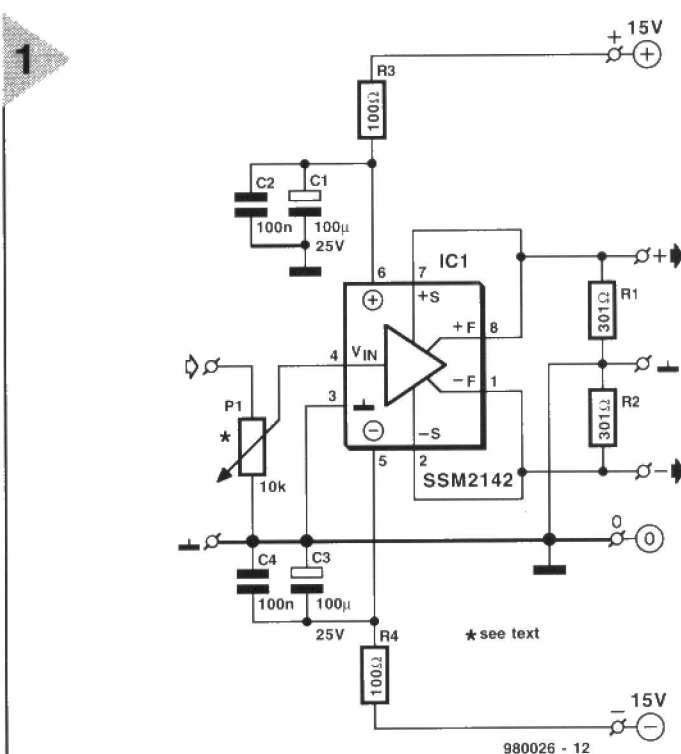 1
+ 15V
+
R3
100Ω
C2
C1
100n
100µ
25V
IC1
6
7
+
+S
+
+F
8
R1
301Ω
4
VIN
3
−F
1
R2
P1
301Ω
*
−
−S
5
2
SSM2142
−
10k
0
0
C4
C3
100n
100µ
25V
R4
* see text
100Ω
− 15V
−
980026 - 12